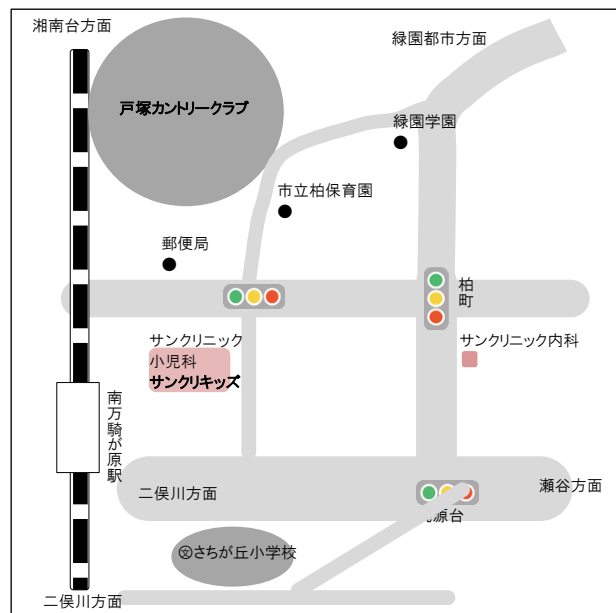 湘南台方面
緑園都市方面
戸塚カントリークラブ
緑園学園
市立柏保育園
郵便局
柏町
サンクリニック
小児科
サンクリキッズ
サンクリニック内科
南万騎が原駅
二俣川方面
瀬谷方面
源台
㊛さちが丘小学校
二俣川方面